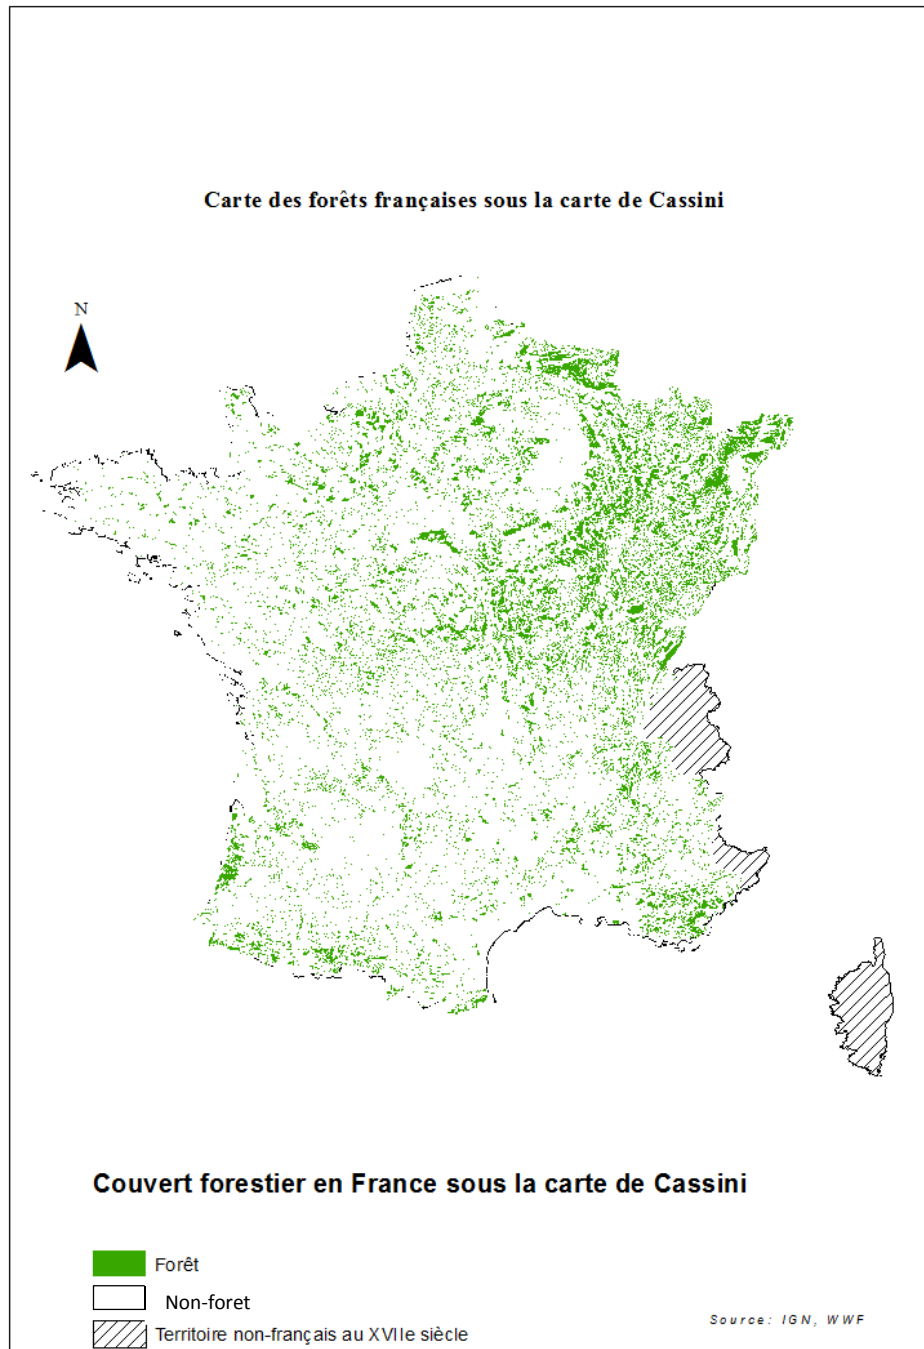 Carte des forêts françaises sous la carte de Cassini
N
Couvert forestier en France sous la carte de Cassini
Forêt
Non-foret
Territoire non-français au XVIIe siècle
Source: IGN, WWF